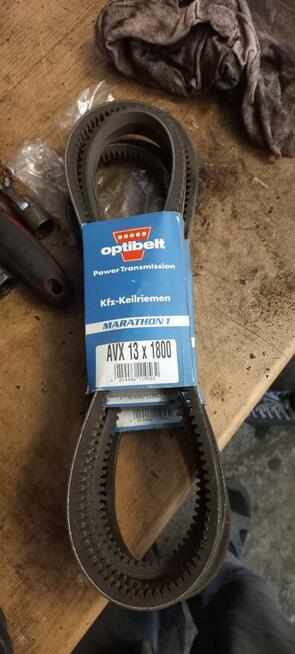 optibelt
Power Transmission
Kfz-Keilriemen
MARATHON 1
AVX 13 x 1800